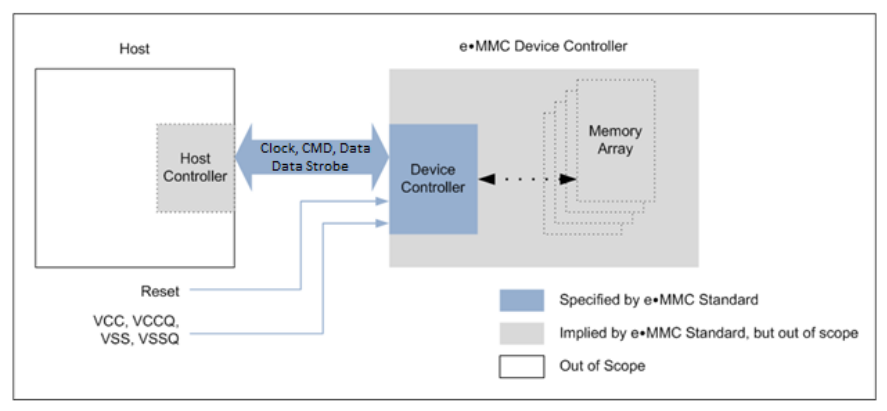 Host
e•MMC Device Controller
Host
Controller
Clock, CMD, Data
Data Strobe
Device
Controller
Memory
Array
Reset
VCC, VCCQ,
VSS, VSSQ
Specified by e•MMC Standard
Implied by e•MMC Standard, but out of scope
Out of Scope